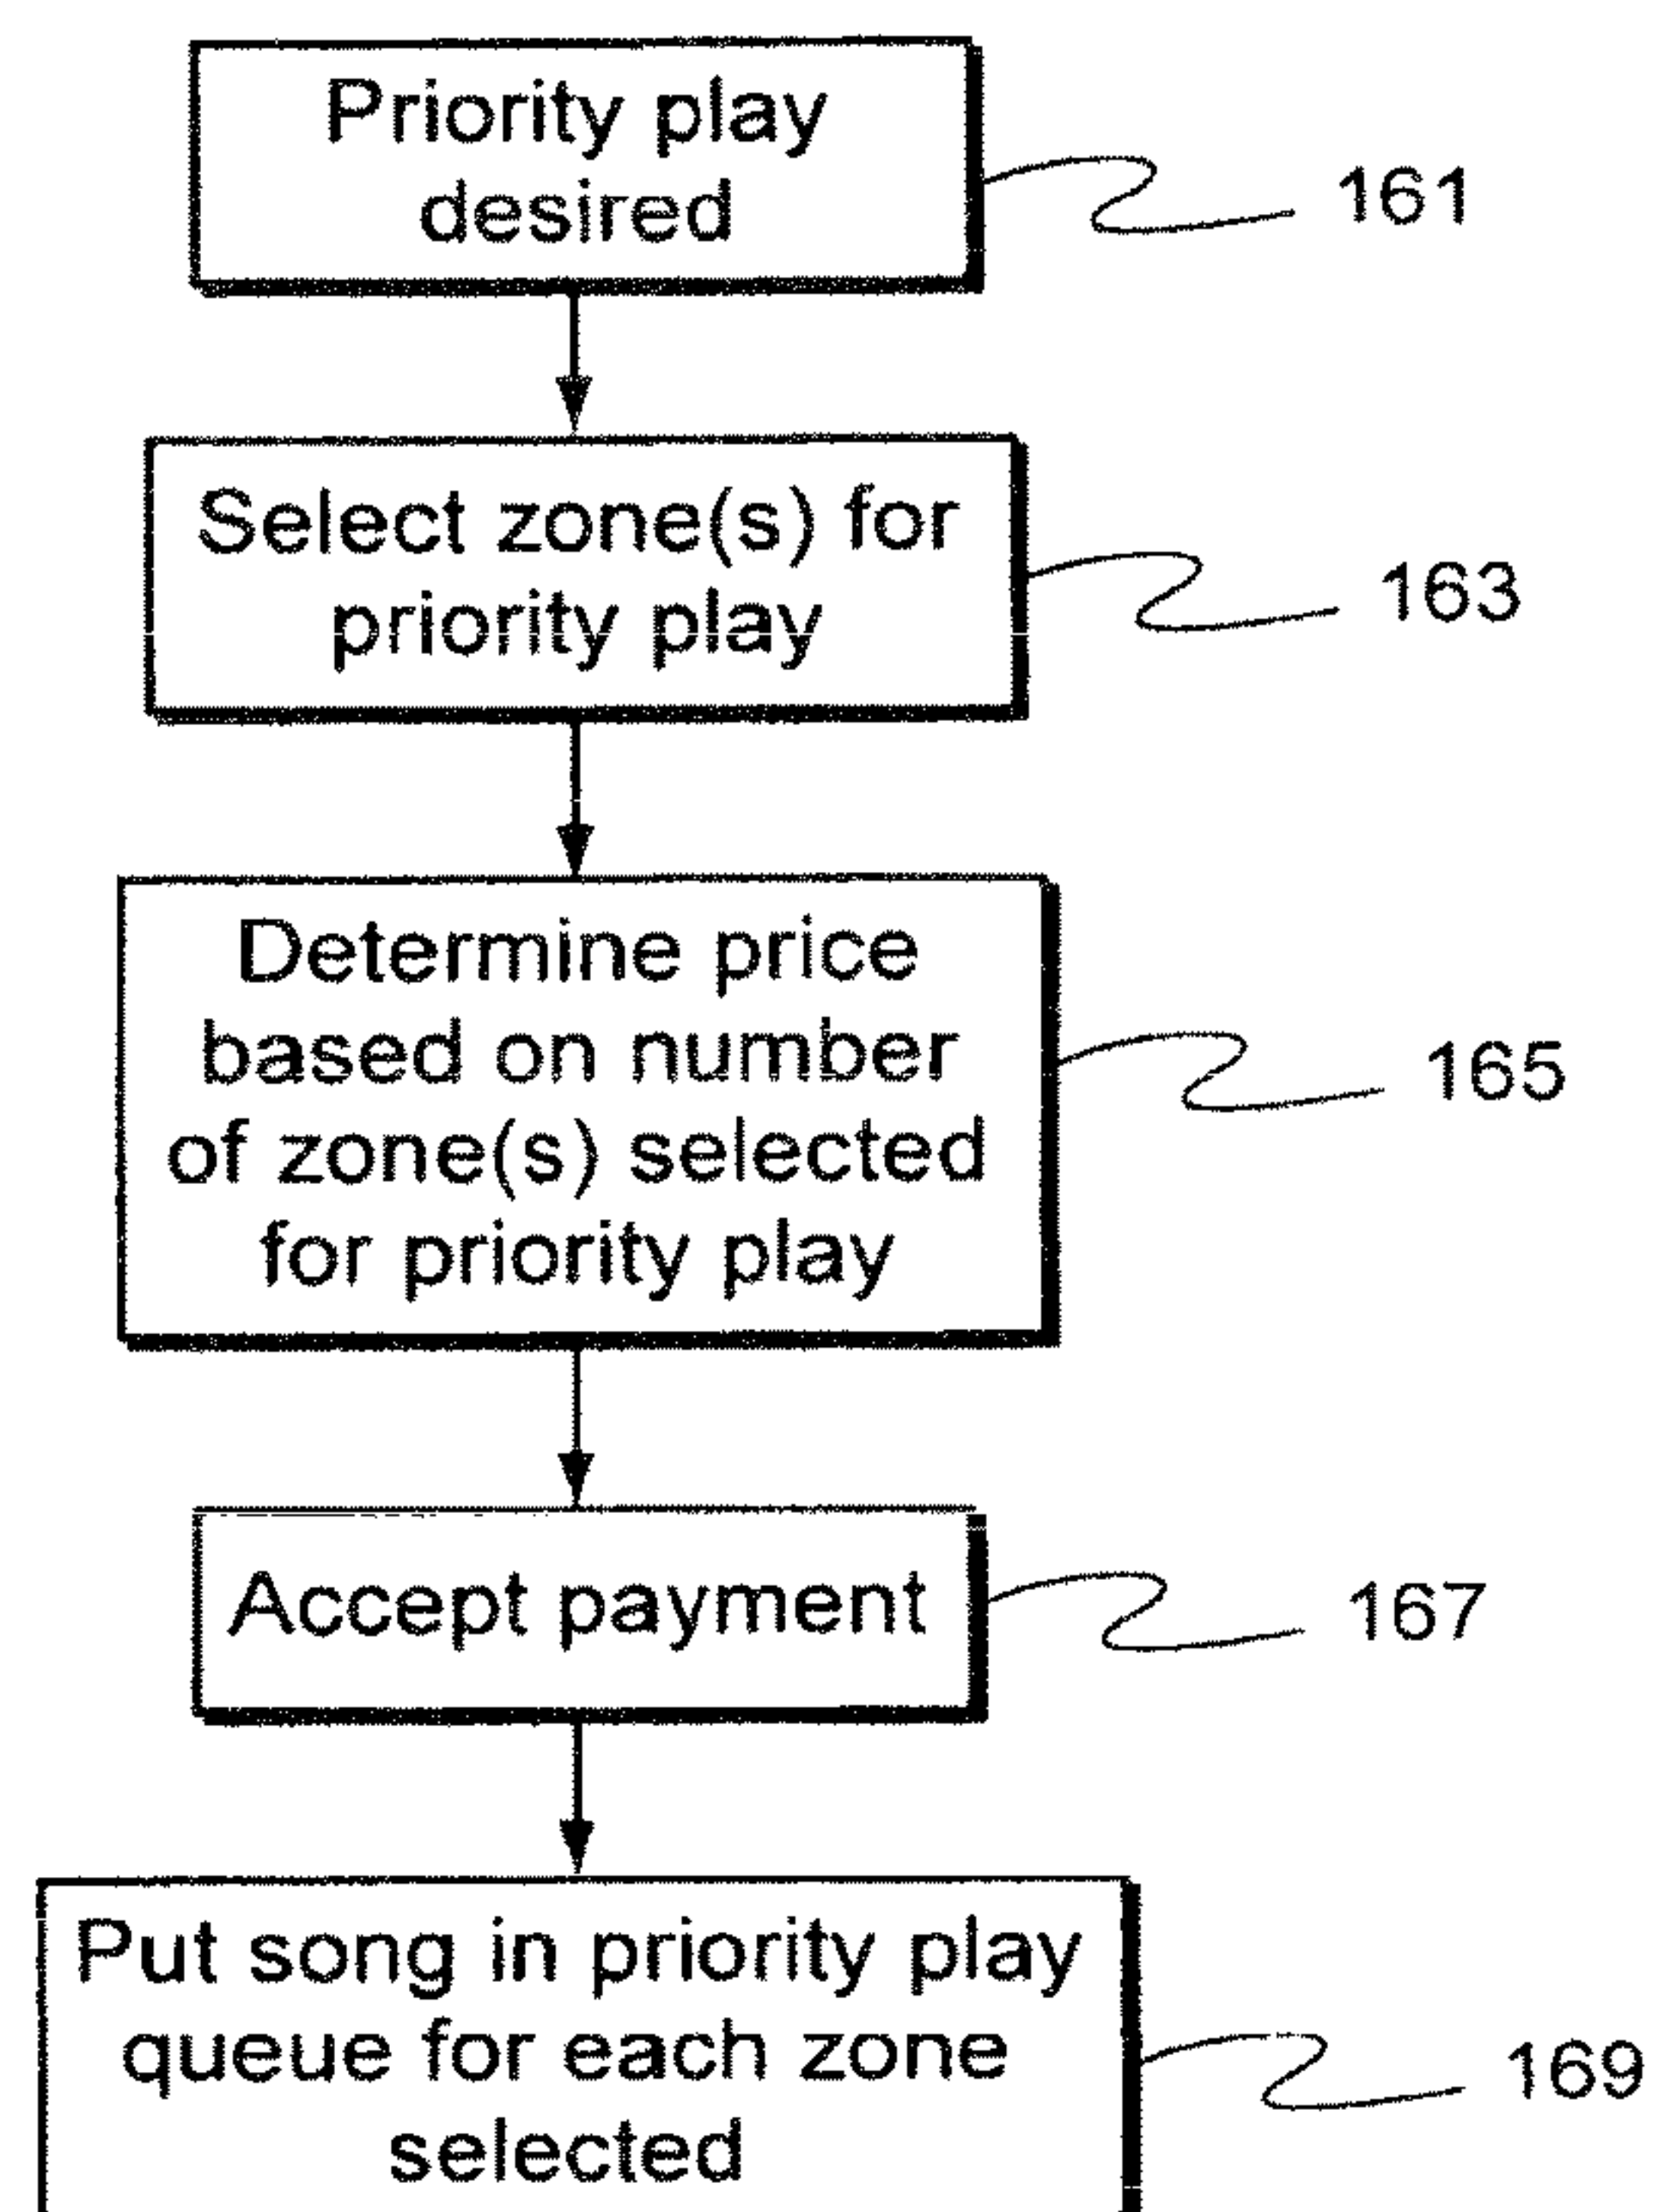 Priority play
desired
161
Select zone(s) for
priority play
163
Determine price
based on number
of zone(s) selected
for priority play
165
Accept payment
167
Put song in priority play
queue for each zone
selected
169